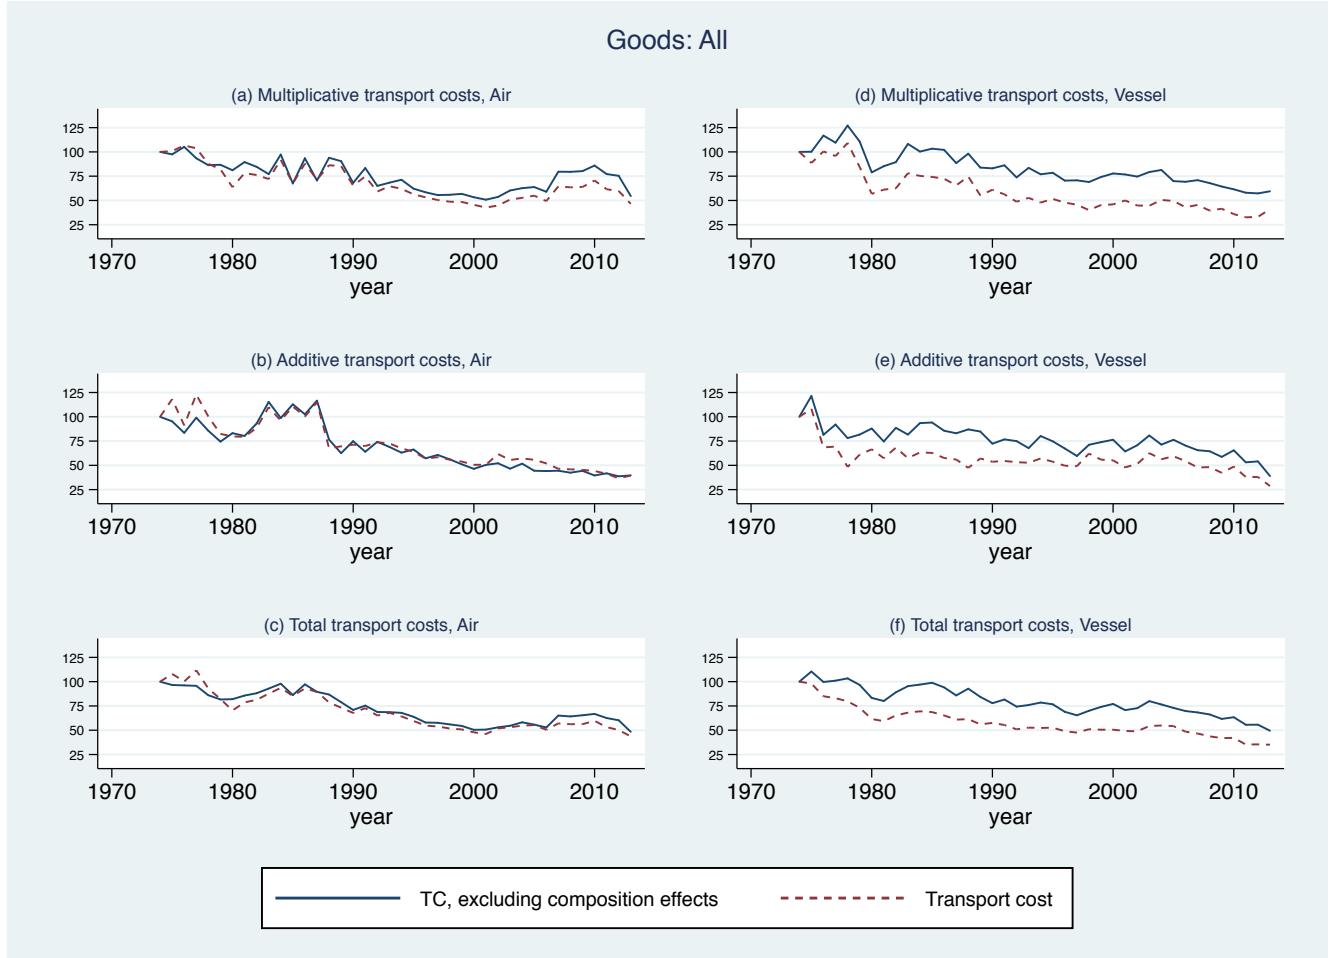 Goods: All
(a) Multiplicative transport costs, Air
125
100
75
50
25
1970 1980 1990 2000 2010
year
(d) Multiplicative transport costs, Vessel
125
100
75
50
25
1970 1980 1990 2000 2010
year
(b) Additive transport costs, Air
125
100
75
50
25
1970 1980 1990 2000 2010
year
(e) Additive transport costs, Vessel
125
100
75
50
25
1970 1980 1990 2000 2010
year
(c) Total transport costs, Air
125
100
75
50
25
1970 1980 1990 2000 2010
year
(f) Total transport costs, Vessel
125
100
75
50
25
1970 1980 1990 2000 2010
year
TC, excluding composition effects Transport cost